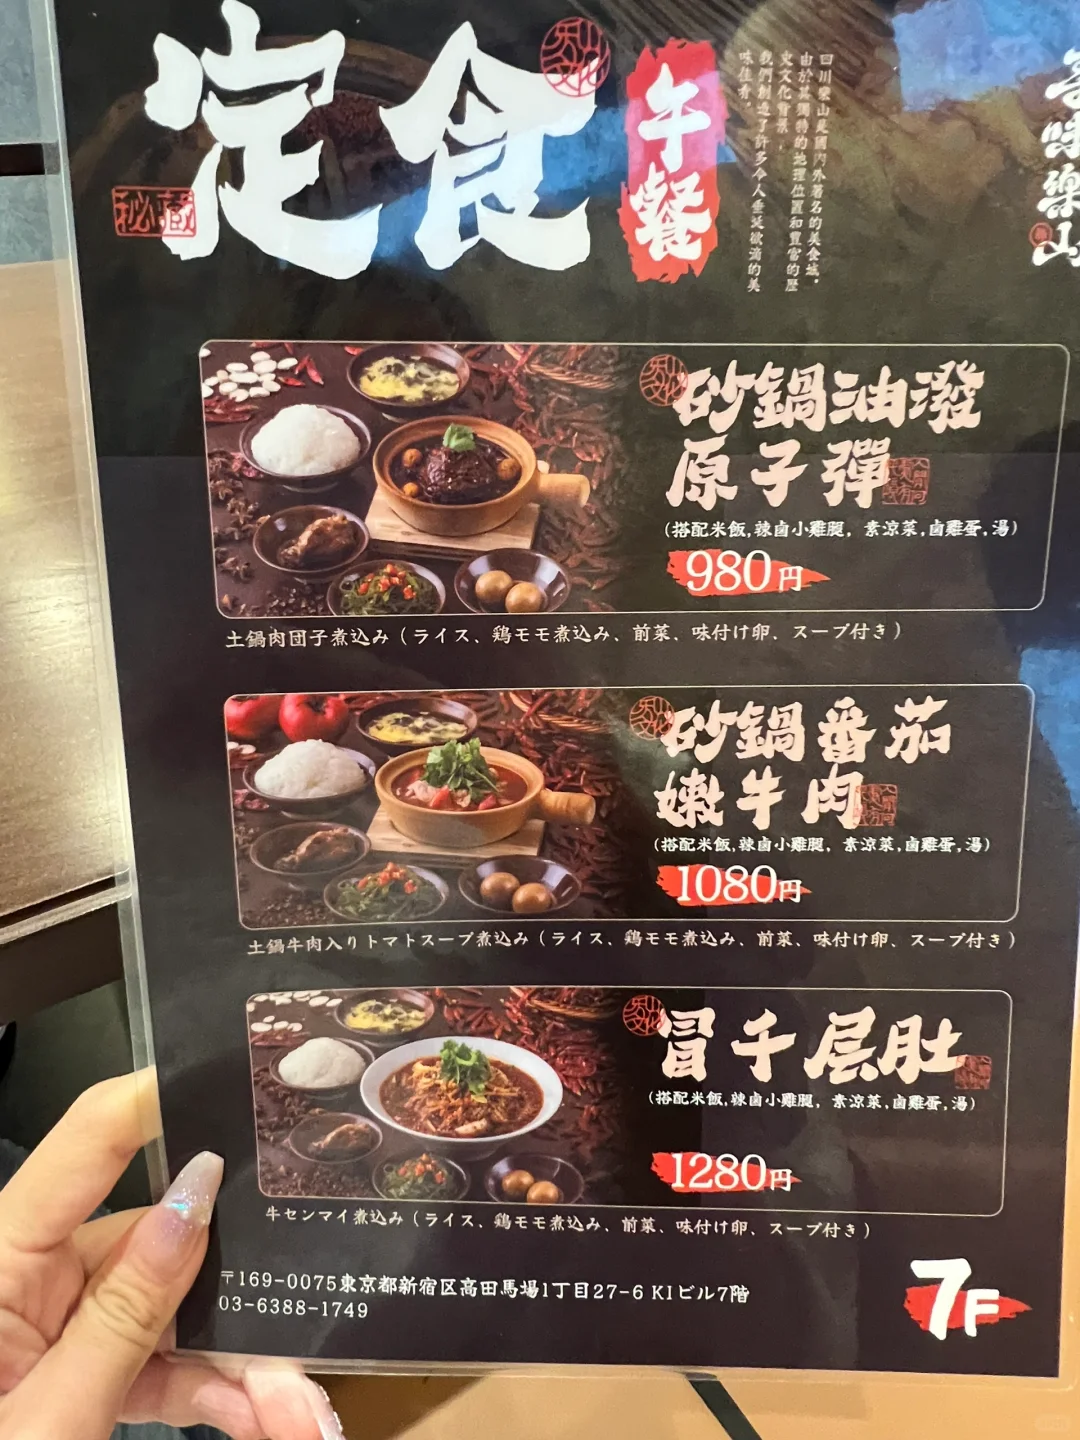 定食
秘蔵
午餐
四川樂山是國内外著名的美食城，
由於其獨特的地理位置和豐富的歷
史文化背景，
我們創造了許多令人垂涎欲滴的美
味佳肴。
味樂山
砂鍋油潑
原子彈
(搭配米飯,辣卤小雞腿，素涼菜,卤雞蛋,湯)
980円
土鍋肉団子煮込み（ライス、鶏モモ煮込み、前菜、味付け卵、スープ付き）
砂鍋番茄
嫩牛肉
(搭配米飯,辣卤小雞腿，素涼菜,卤雞蛋,湯)
1080円
土鍋牛肉入りトマトスープ煮込み（ライス、鶏モモ煮込み、前菜、味付け卵、スープ付き）
冒千层肚
(搭配米飯,辣卤小雞腿，素涼菜,卤雞蛋,湯)
1280円
牛センマイ煮込み（ライス、鶏モモ煮込み、前菜、味付け卵、スープ付き）
〒169-0075東京都新宿区高田馬場1丁目27-6 KIビル7階
03-6388-1749
7F